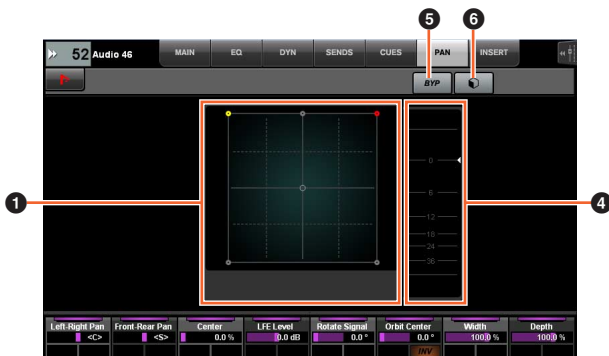 5 6
52 Audio 46 MAIN EQ DYN SENDS CUES PAN INSERT
BYP
1 4
0
6
12
18
24
36
Left-Right Pan Front-Rear Pan Center LFE Level Rotate Signal Orbit Center Width Depth
<C> <S> 0.0 % 0.0 dB 0.0 ° 0.0 ° 100.0 % 100.0 %
INV